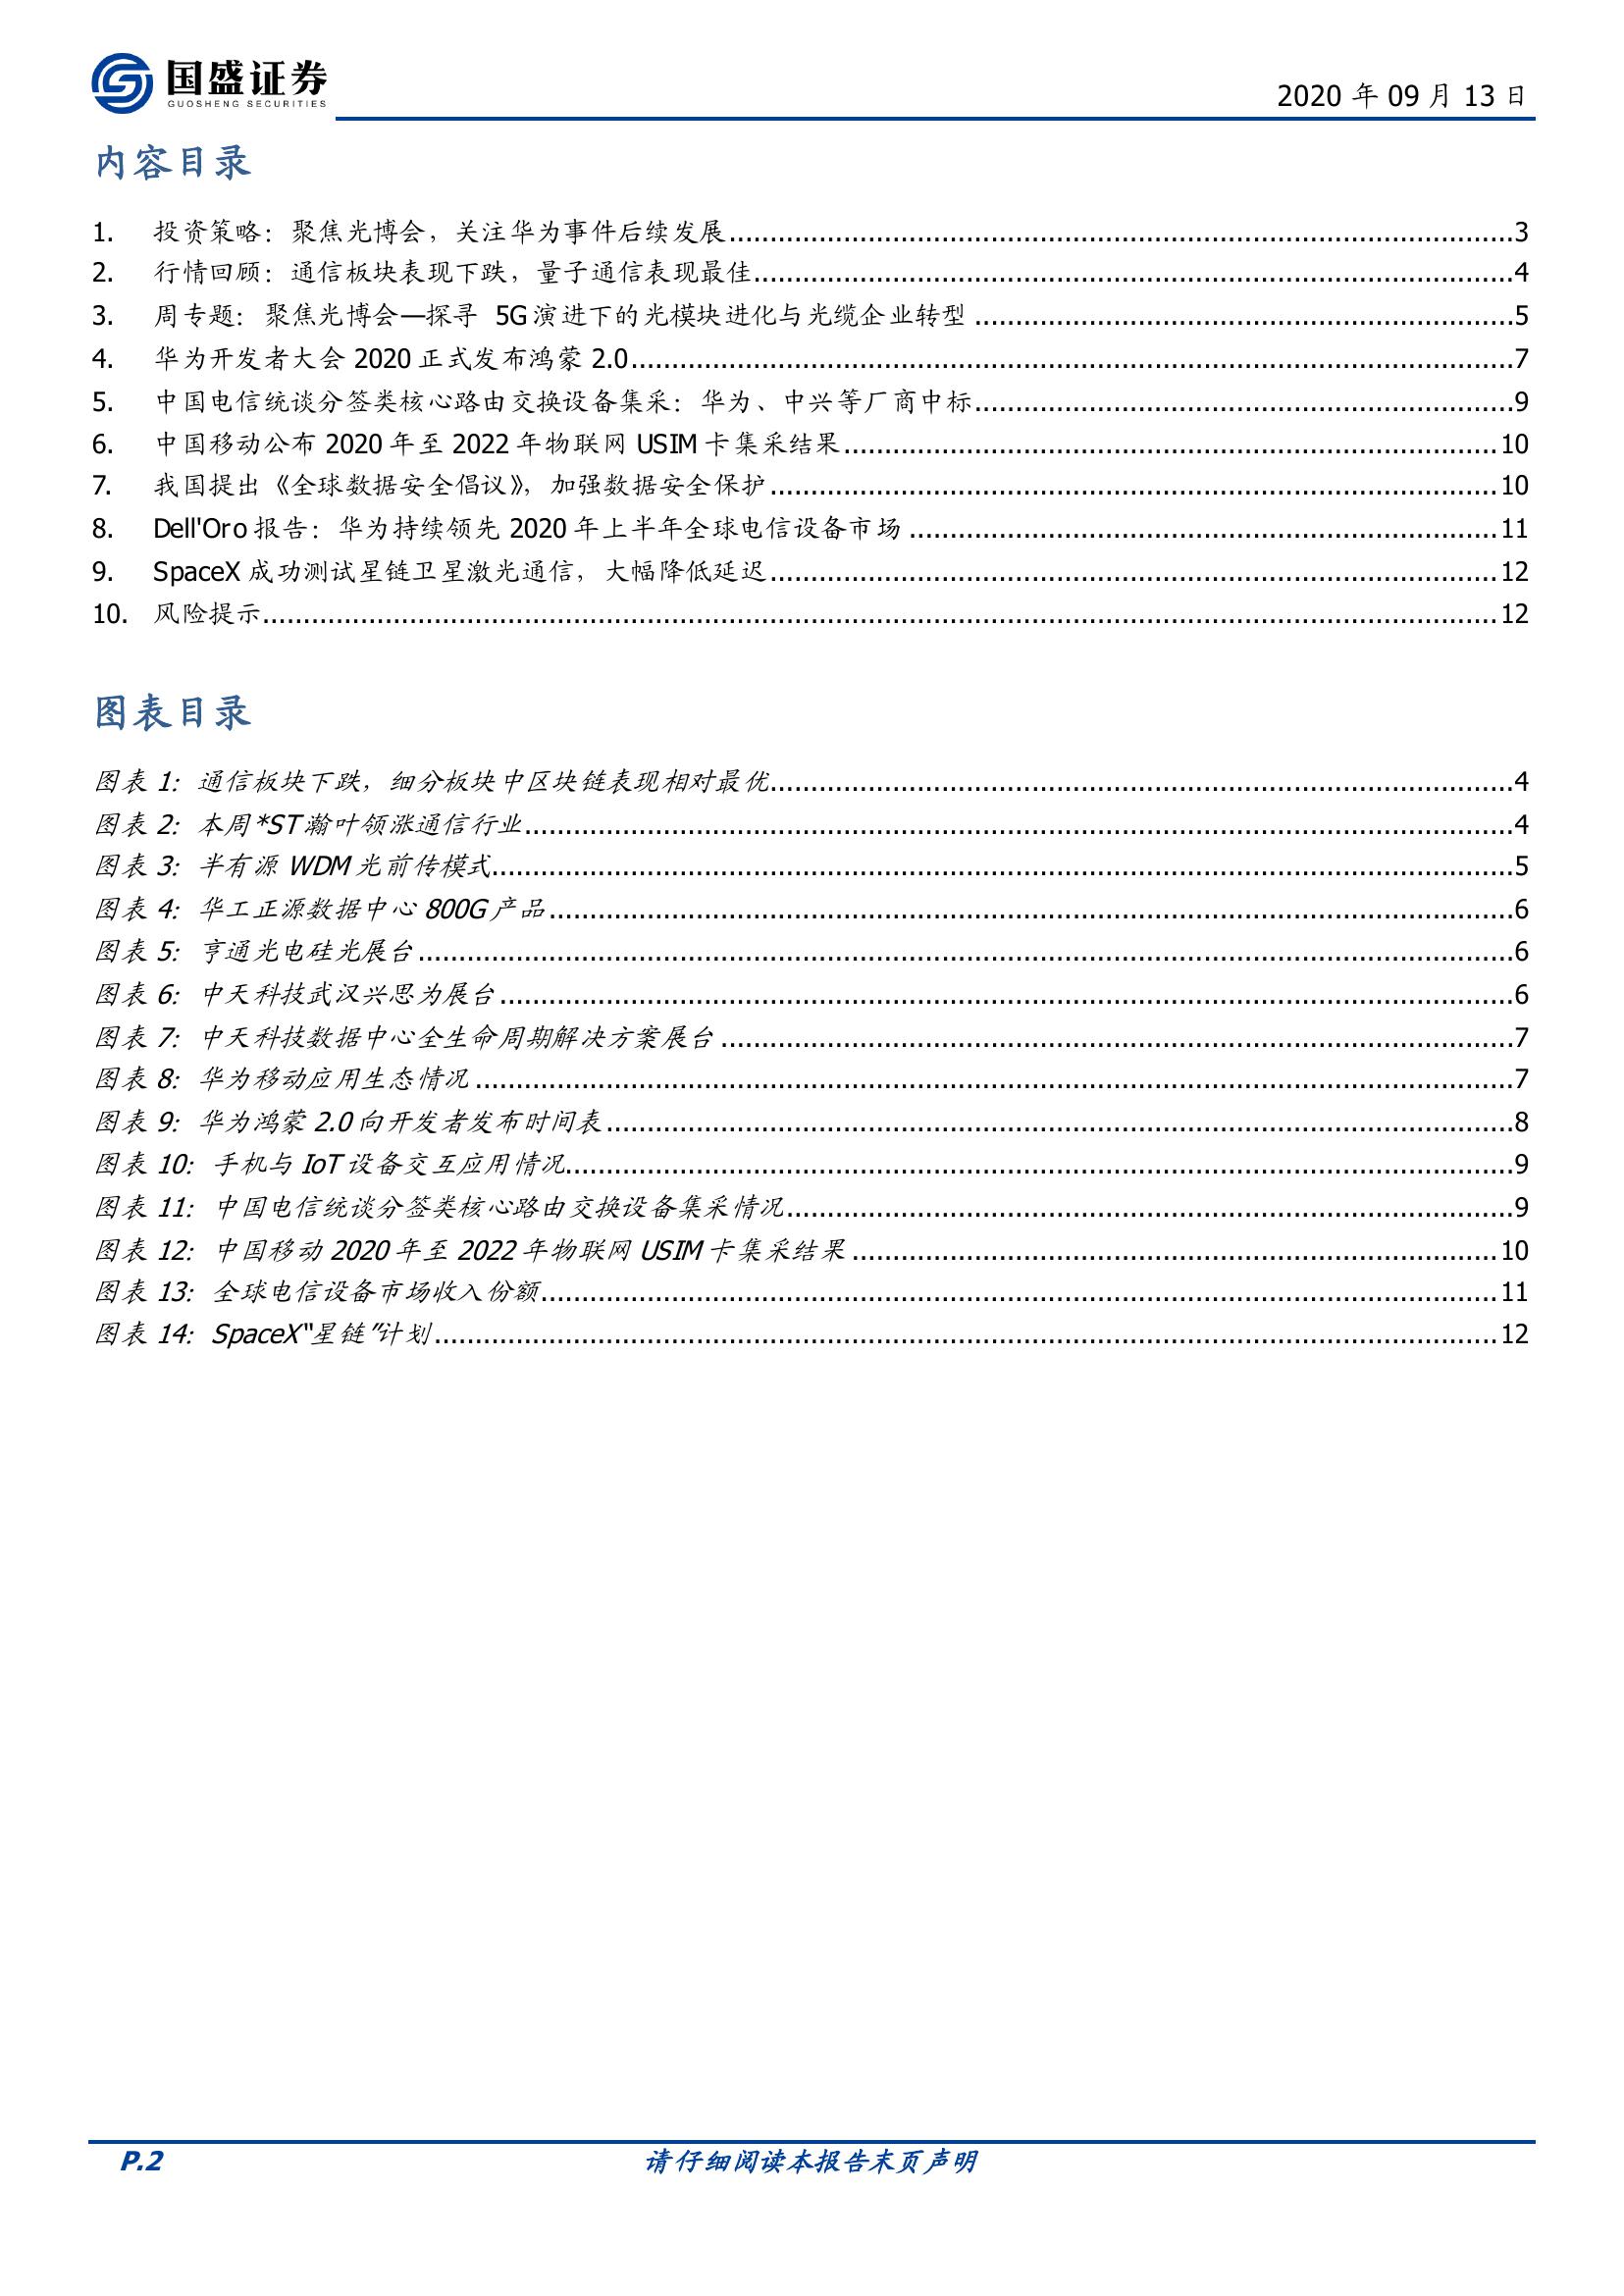 国盛证券
GUOSHENG SECURITIES
2020 年 09 月 13 日
内容目录
1. 投资策略：聚焦光博会，关注华为事件后续发展....................3
2. 行情回顾：通信板块表现下跌，量子通信表现最佳....................4
3. 周专题：聚焦光博会—探寻 5G 演进下的光模块进化与光缆企业转型....................5
4. 华为开发者大会 2020 正式发布鸿蒙 2.0....................7
5. 中国电信统谈分签类核心路由交换设备集采：华为、中兴等厂商中标....................9
6. 中国移动公布 2020 年至 2022 年物联网 USIM 卡集采结果....................10
7. 我国提出《全球数据安全倡议》，加强数据安全保护....................10
8. Dell'Oro 报告：华为持续领先 2020 年上半年全球电信设备市场....................11
9. SpaceX 成功测试星链卫星激光通信，大幅降低延迟....................12
10. 风险提示....................12
图表目录
图表 1：通信板块下跌，细分板块中区块链表现相对最优....................4
图表 2：本周*ST 瀚叶领涨通信行业....................4
图表 3：半有源 WDM 光前传模式....................5
图表 4：华工正源数据中心 800G 产品....................6
图表 5：亨通光电硅光展台....................6
图表 6：中天科技武汉兴思为展台....................6
图表 7：中天科技数据中心全生命周期解决方案展台....................7
图表 8：华为移动应用生态情况....................7
图表 9：华为鸿蒙 2.0 向开发者发布时间表....................8
图表 10：手机与 IoT 设备交互应用情况....................9
图表 11：中国电信统谈分签类核心路由交换设备集采情况....................9
图表 12：中国移动 2020 年至 2022 年物联网 USIM 卡集采结果....................10
图表 13：全球电信设备市场收入份额....................11
图表 14：SpaceX“星链”计划....................12
P.2 请仔细阅读本报告末页声明